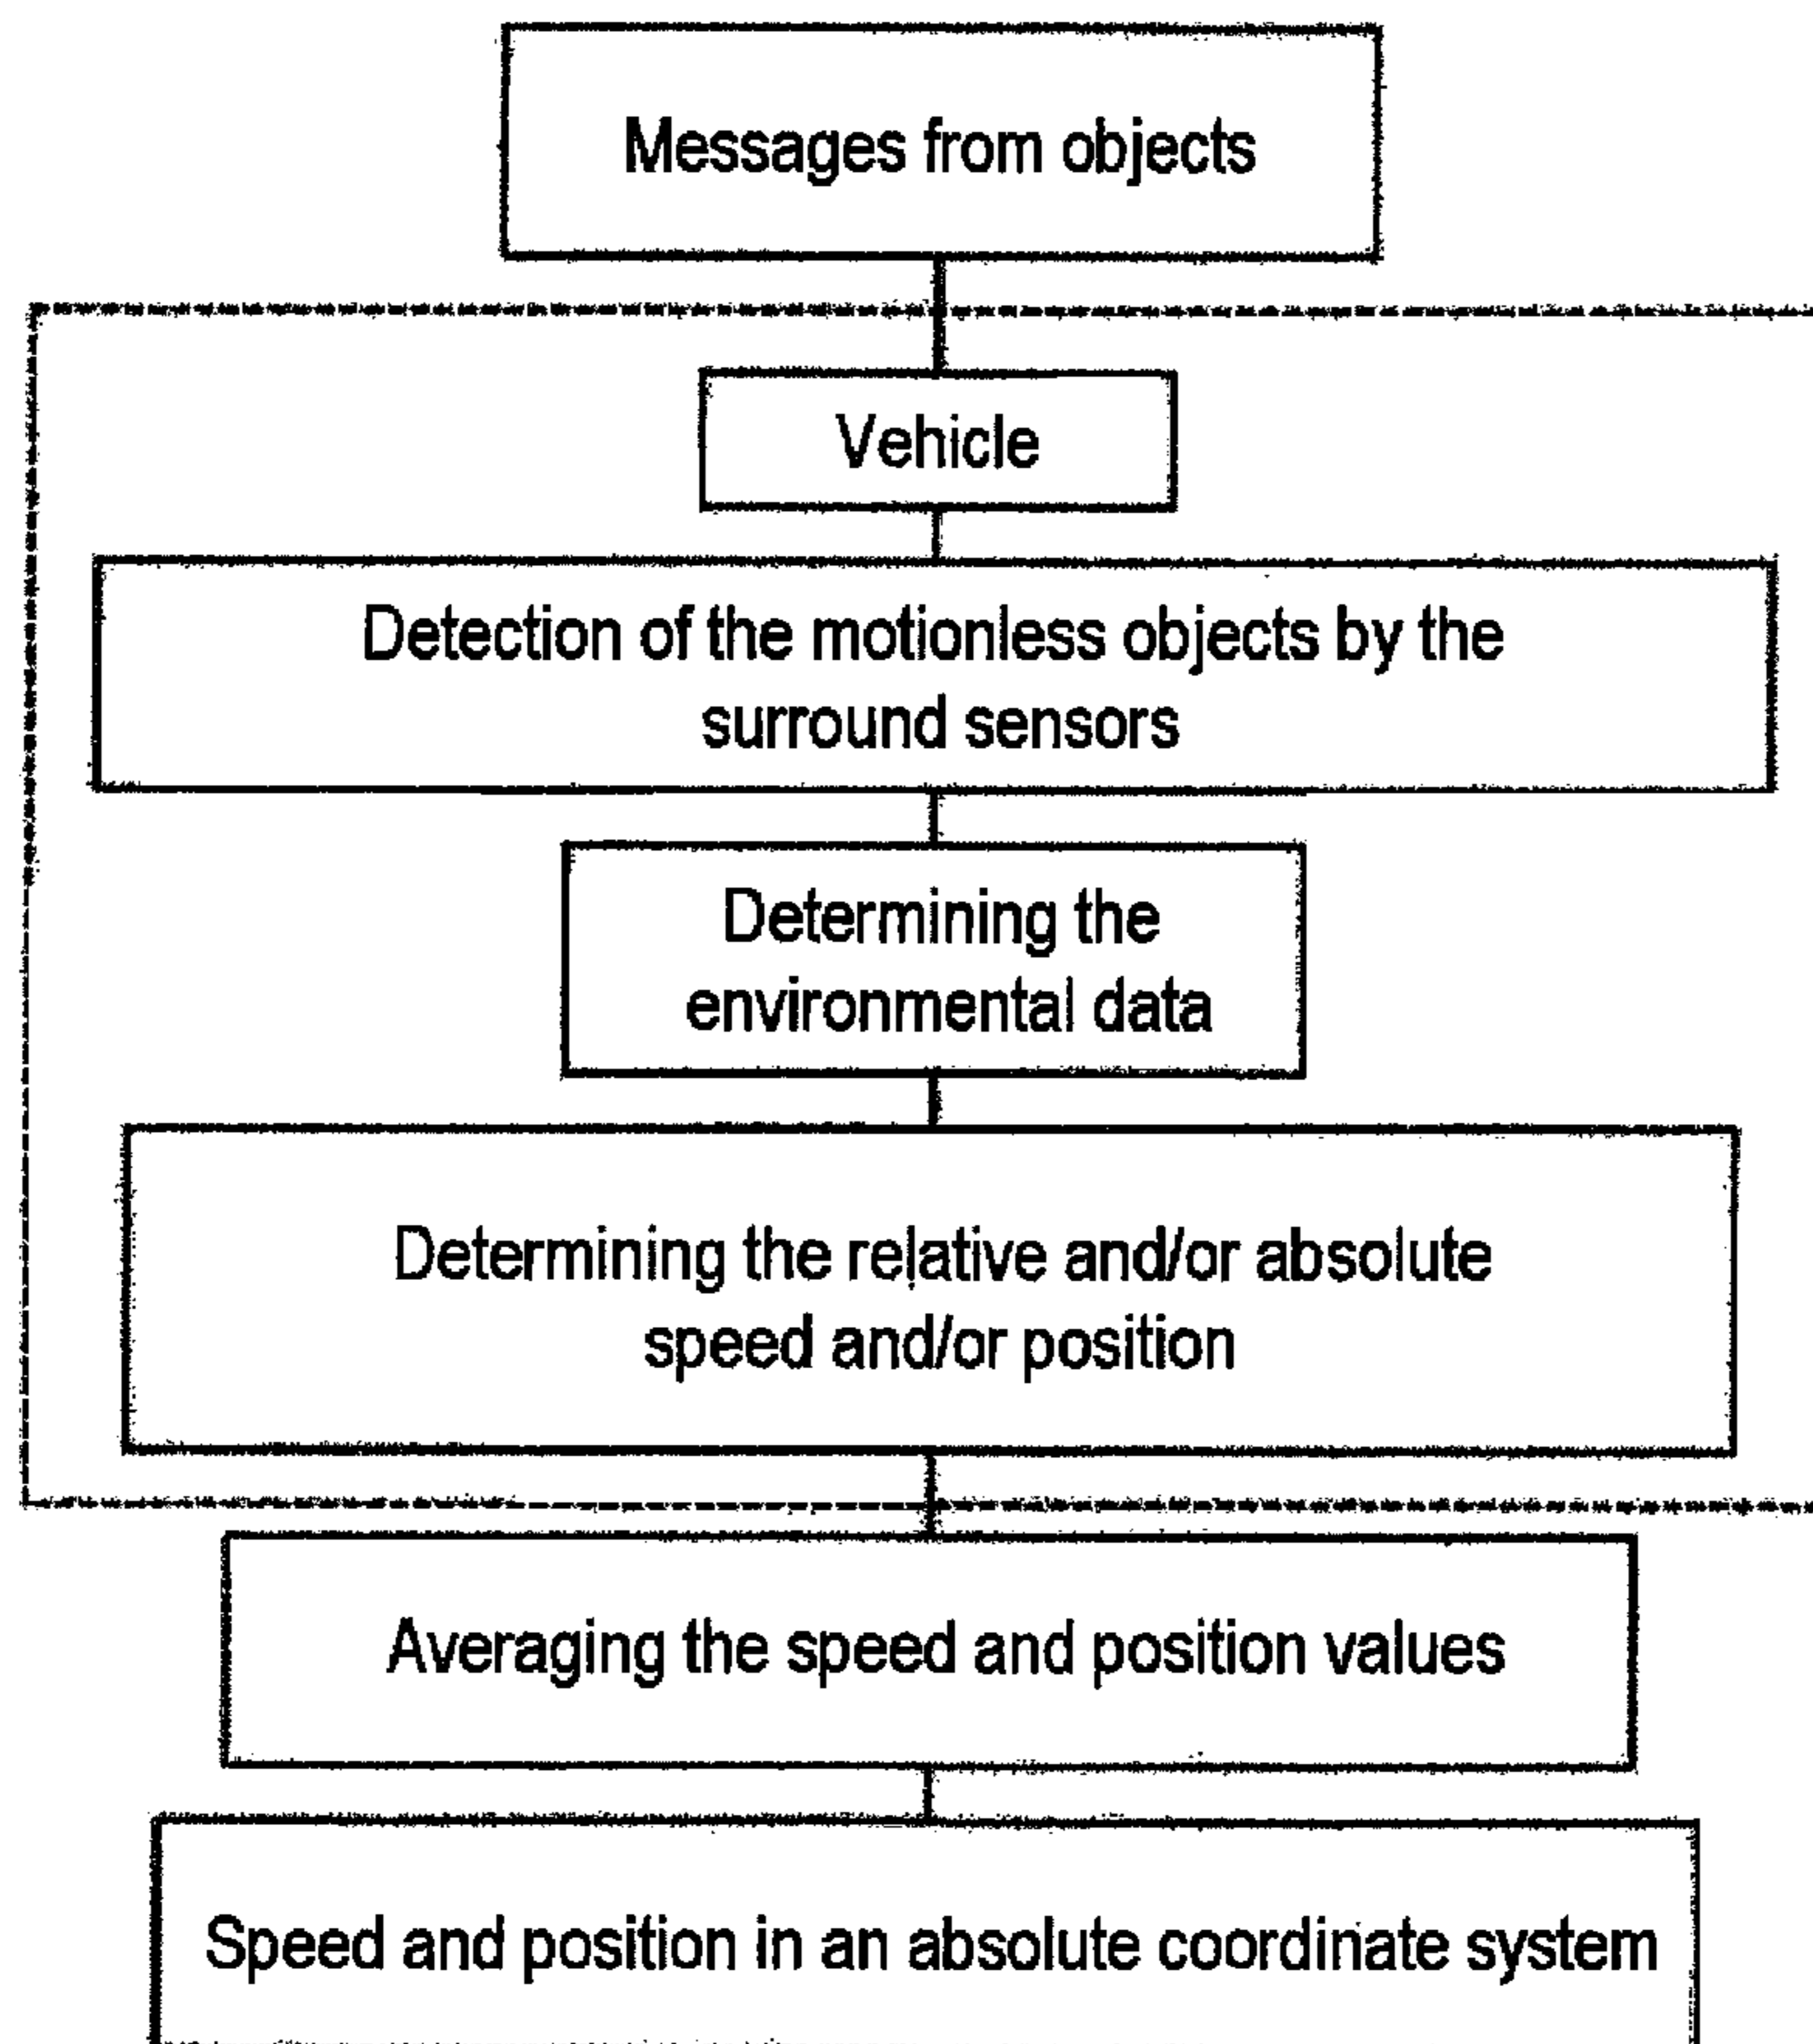 Messages from objects
Vehicle
Detection of the motionless objects by the
surround sensors
Determining the
environmental data
Determining the relative and/or absolute
speed and/or position
Averaging the speed and position values
Speed and position in an absolute coordinate system